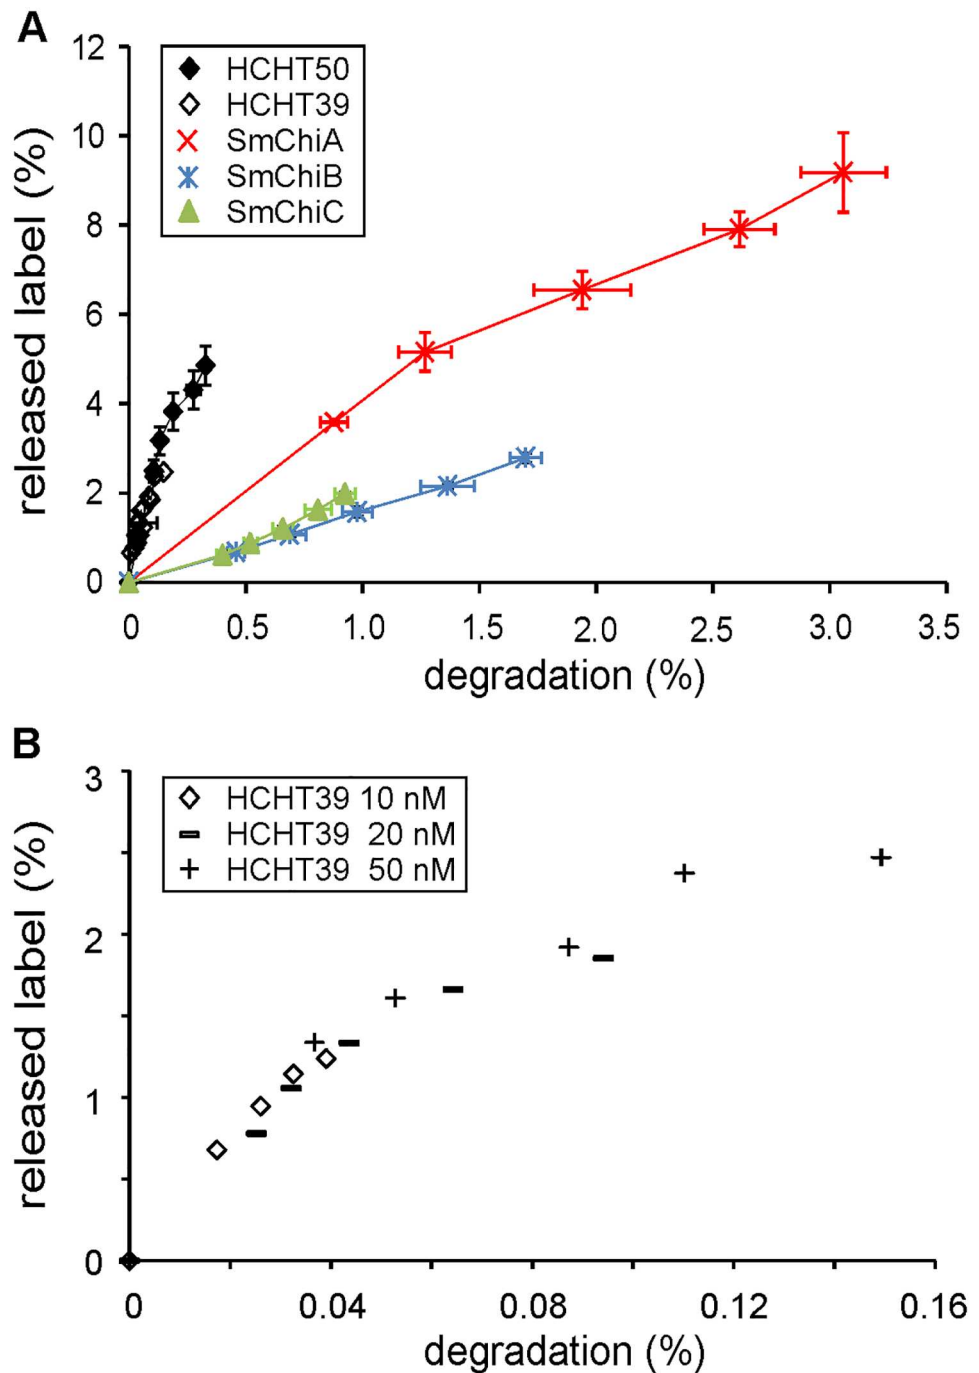 A
12
10
8
6
4
2
0
released label (%)
HCHT50
HCHT39
SmChiA
SmChiB
SmChiC
0 0.5 1.0 1.5 2.0 2.5 3.0 3.5
degradation (%)
B
3
2
1
0
released label (%)
HCHT39 10 nM
HCHT39 20 nM
HCHT39 50 nM
0 0.04 0.08 0.12 0.16
degradation (%)